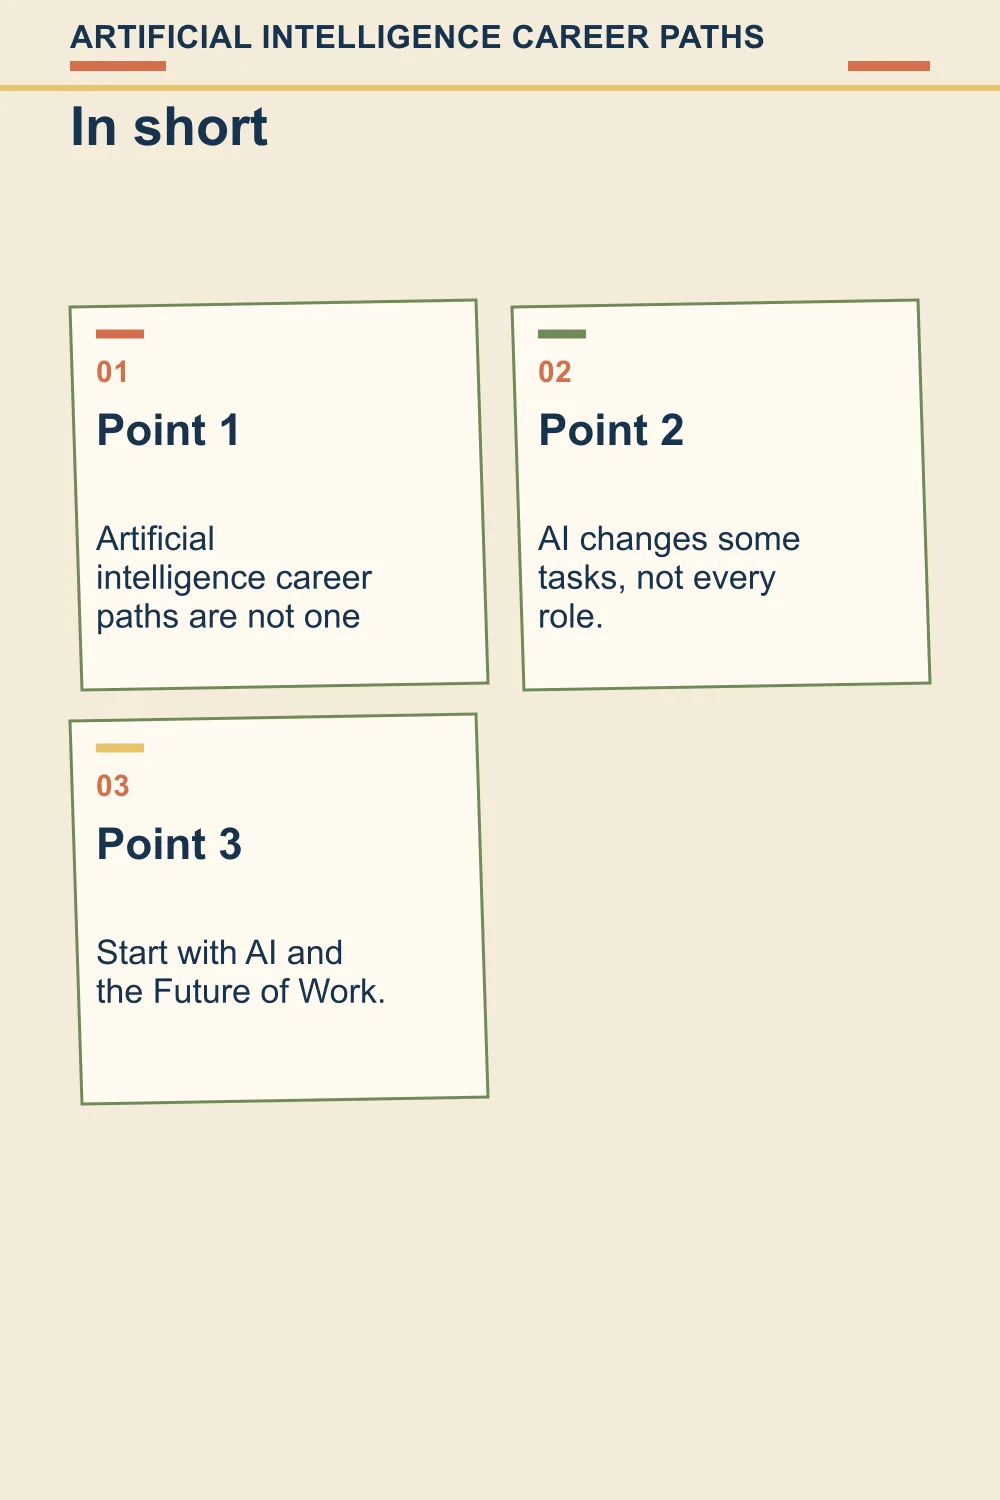 ARTIFICIAL INTELLIGENCE CAREER PATHS
In short
01
Point 1
Artificial
intelligence career
paths are not one
02
Point 2
AI changes some
tasks, not every
role.
03
Point 3
Start with AI and
the Future of Work.